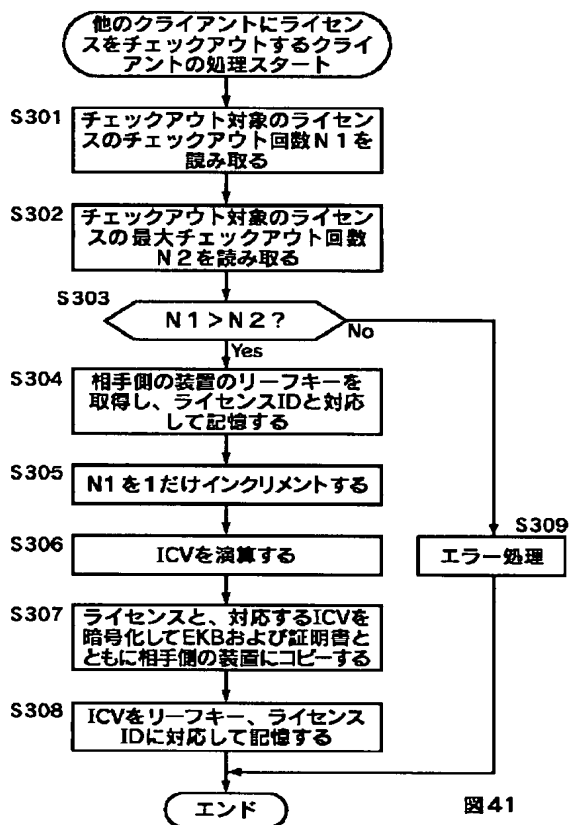 他のクライアントにライセ
ンスをチェックアウトするクライ
アントの処理スタート
S301
チェックアウト対象のライセン
スのチェックアウト回数N1を
読み取る
S302
チェックアウト対象のライセン
スの最大チェックアウト回数
N2を読み取る
S303
N1>N2?
No
Yes
S304
相手側の装置のリーフキーを
取得し、ライセンスIDと対応
して記憶する
S305
N1を1だけインクリメントする
S306
ICVを演算する
S309
エラー処理
S307
ライセンスと、対応するICVを
暗号化してEKBおよび証明書と
ともに相手側の装置にコピーする
S308
ICVをリーフキー、ライセンス
IDに対応して記憶する
エンド
図41